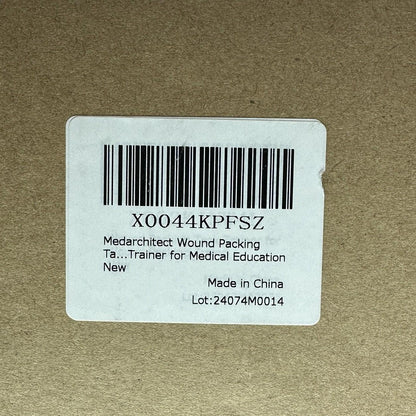 X0044KPFSZ
Medarchitect Wound Packing
Ta...Trainer for Medical Education
New
Made in China
Lot:24074M0014